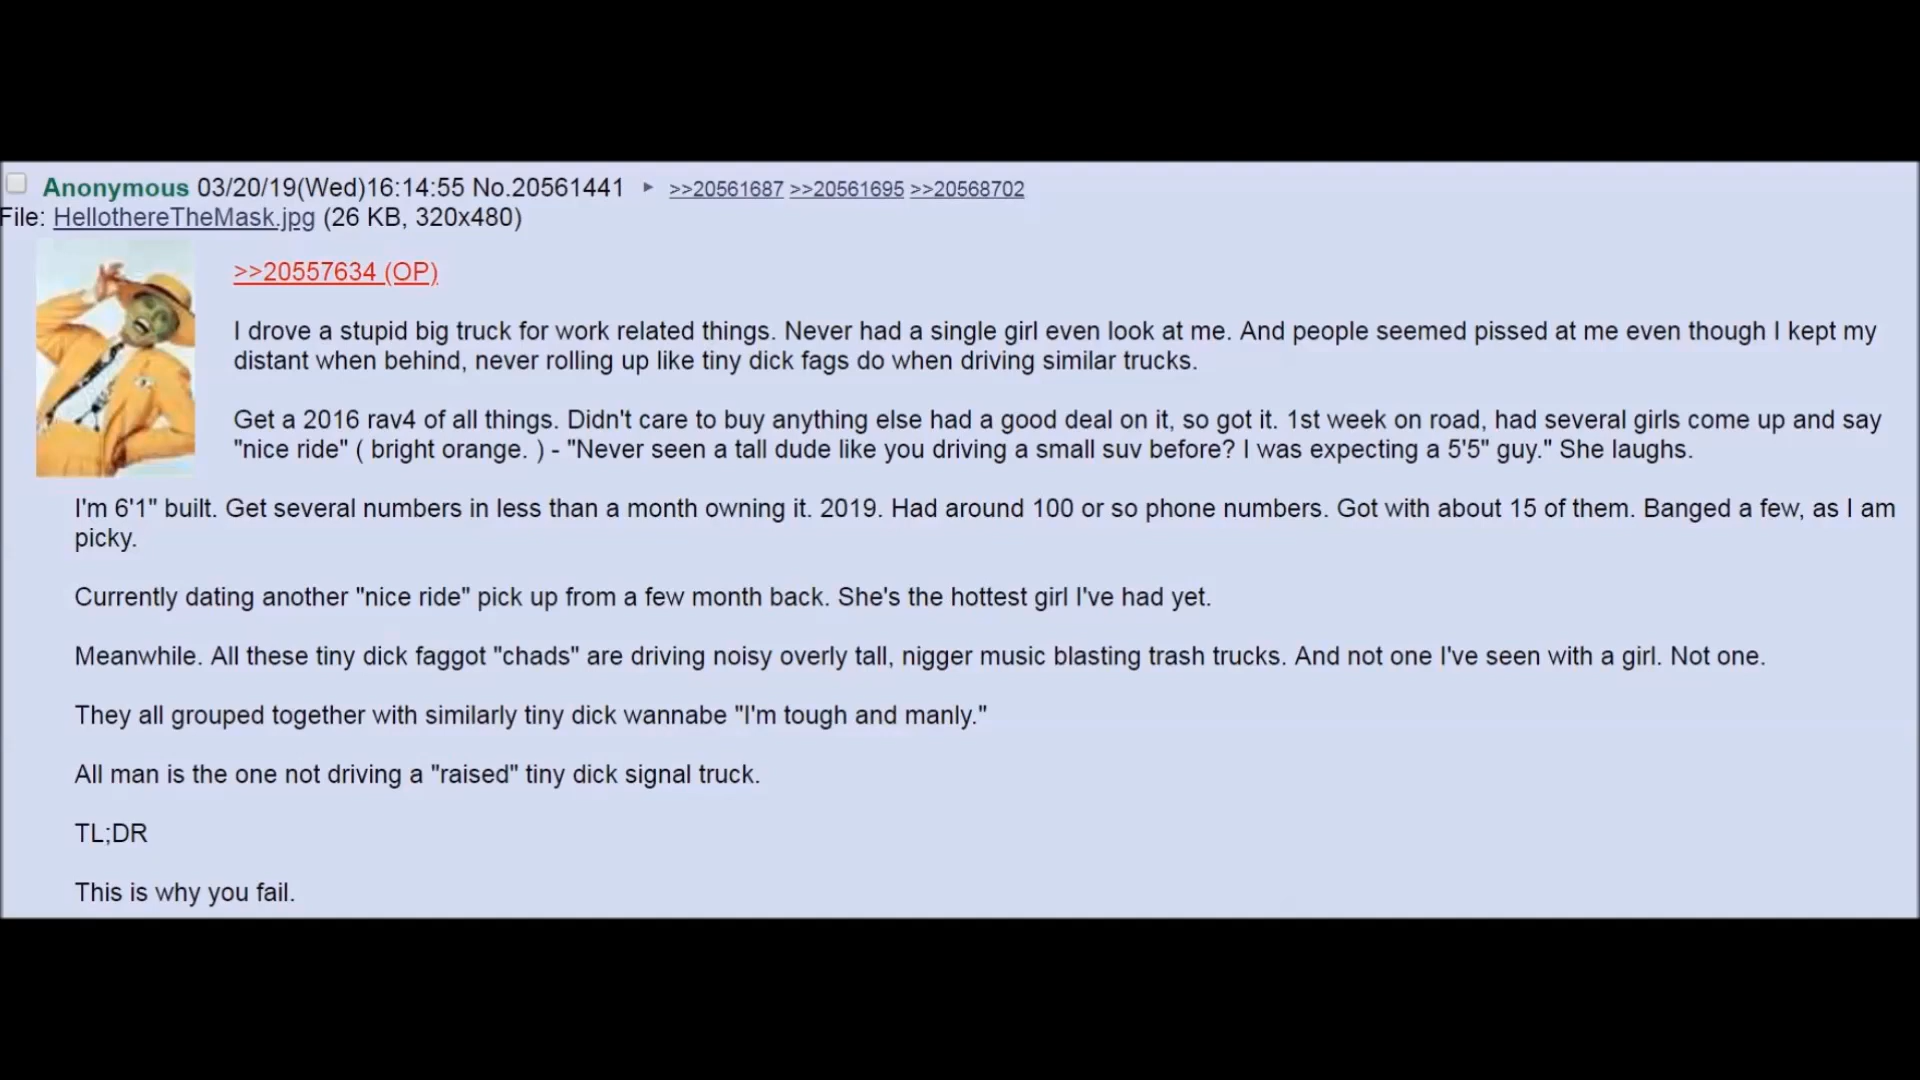 Anonymous 03/20/19(Wed)16:14:55 No.20561441 ▸ >>20561687 >>20561695 >>20568702
File: HellothereTheMask.jpg (26 KB, 320x480)
>>20557634 (OP)
I drove a stupid big truck for work related things. Never had a single girl even look at me. And people seemed pissed at me even though I kept my
distant when behind, never rolling up like tiny dick fags do when driving similar trucks.
Get a 2016 rav4 of all things. Didn't care to buy anything else had a good deal on it, so got it. 1st week on road, had several girls come up and say
"nice ride" ( bright orange. ) - "Never seen a tall dude like you driving a small suv before? I was expecting a 5'5" guy." She laughs.
I'm 6'1" built. Get several numbers in less than a month owning it. 2019. Had around 100 or so phone numbers. Got with about 15 of them. Banged a few, as I am
picky.
Currently dating another "nice ride" pick up from a few month back. She's the hottest girl I've had yet.
Meanwhile. All these tiny dick faggot "chads" are driving noisy overly tall, nigger music blasting trash trucks. And not one I've seen with a girl. Not one.
They all grouped together with similarly tiny dick wannabe "I'm tough and manly."
All man is the one not driving a "raised" tiny dick signal truck.
TL;DR
This is why you fail.